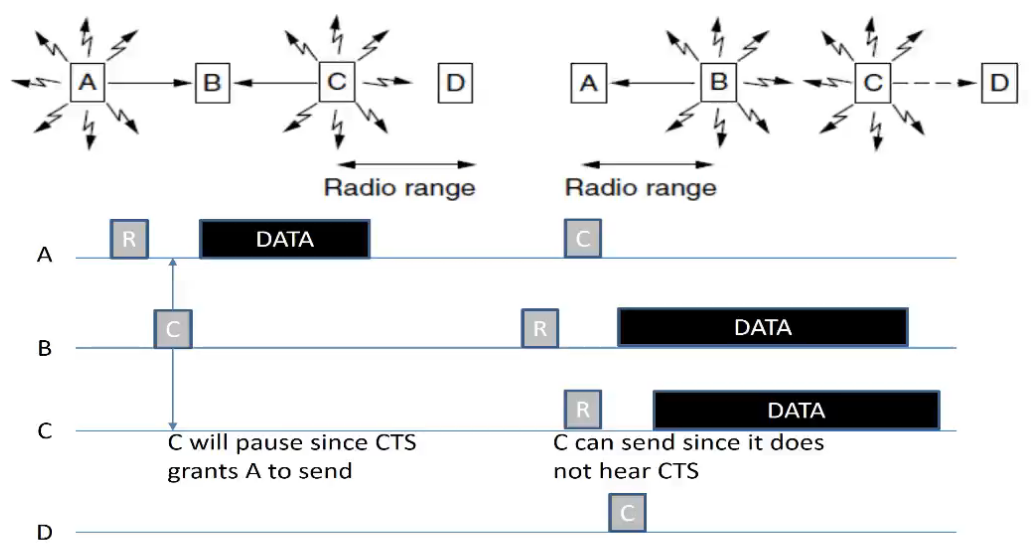 A B C D
A B C D
Radio range
Radio range
A R DATA C
B C R DATA
C R DATA
C will pause since CTS
grants A to send
C can send since it does
not hear CTS
D C